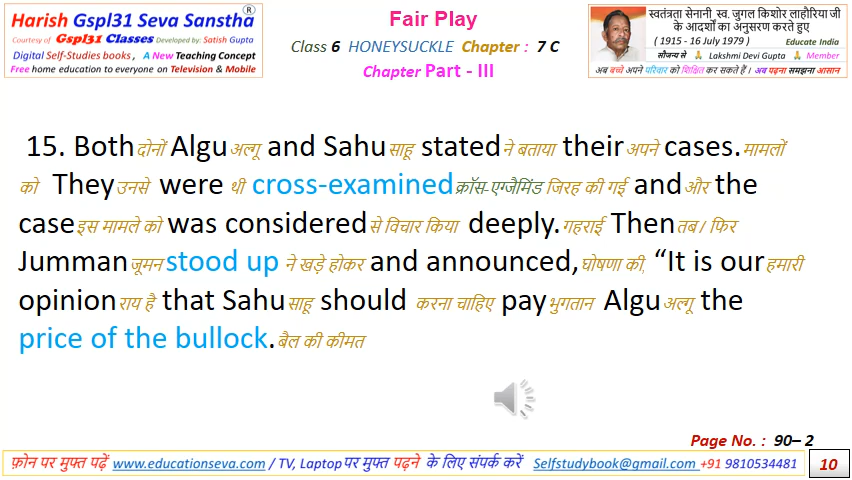 Harish Gspl31 Seva Sanstha®
Courtesy of Gspl31 Classes Developed by: Satish Gupta
Digital Self-Studies books, A New Teaching Concept
Free home education to everyone on Television & Mobile
Fair Play
Class 6 HONEYSUCKLE Chapter : 7 C
Chapter Part - III
स्वतंत्रता सेनानी स्व. जुगल किशोर लाहौरिया जी
के आदर्शों का अनुसरण करते हुए
( 1915 - 16 July 1979 ) Educate India
सौजन्य से Lakshmi Devi Gupta Member
अब बच्चे अपने परिवार को शिक्षित कर सकते हैं । अब पढ़ना समझना आसान
15. Both दोनों Algu अल्गू and Sahu साहू stated ने बताया their अपने cases. मामलों
को They उनसे were थी cross-examined क्रॉस-एग्जैमिंड जिरह की गई and और the
case इस मामले को was considered से विचार किया deeply. गहराई Then तब / फिर
Jumman जूमन stood up ने खड़े होकर and announced, घोषणा की, “It is our हमारी
opinion राय है that Sahu साहू should करना चाहिए pay भुगतान Algu अल्गू the
price of the bullock. बैल की कीमत
Page No. : 90– 2
फ़ोन पर मुफ्त पढ़ें www.educationseva.com / TV, Laptop पर मुफ्त पढ़ने के लिए संपर्क करें Selfstudybook@gmail.com +91 9810534481 10